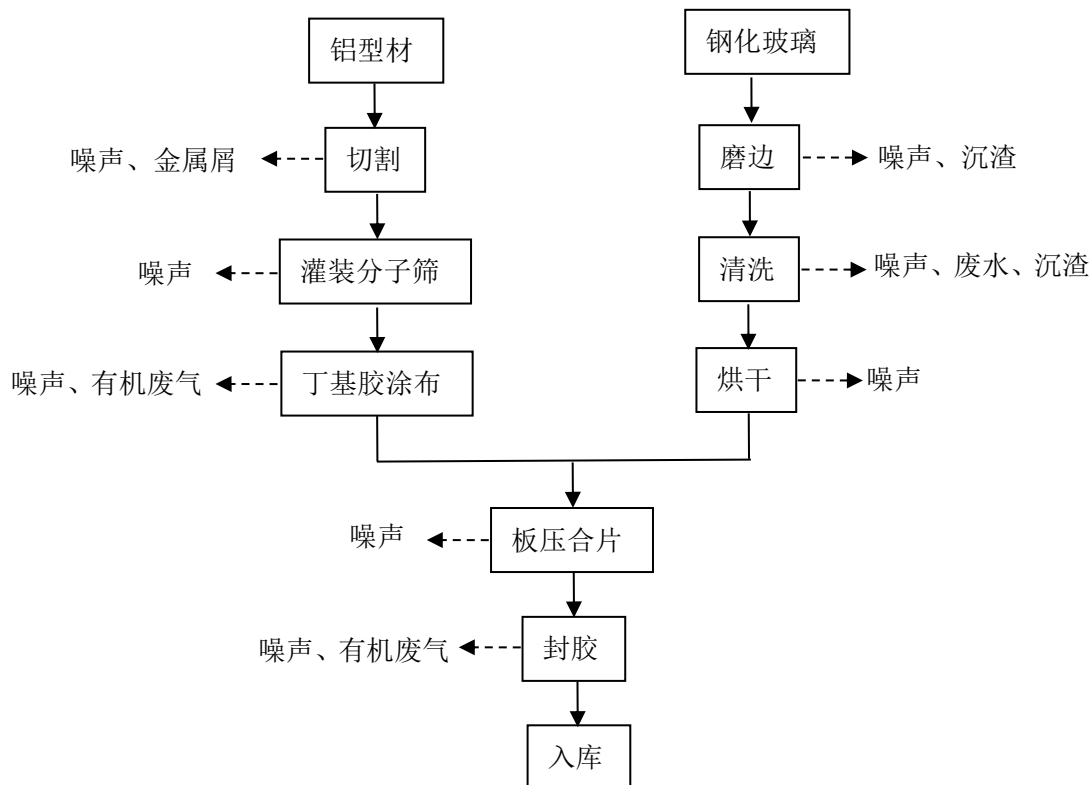 铝型材
钢化玻璃
噪声、金属屑
切割
磨边
噪声、沉渣
噪声
灌装分子筛
清洗
噪声、废水、沉渣
噪声、有机废气
丁基胶涂布
烘干
噪声
噪声
板压合片
噪声、有机废气
封胶
入库